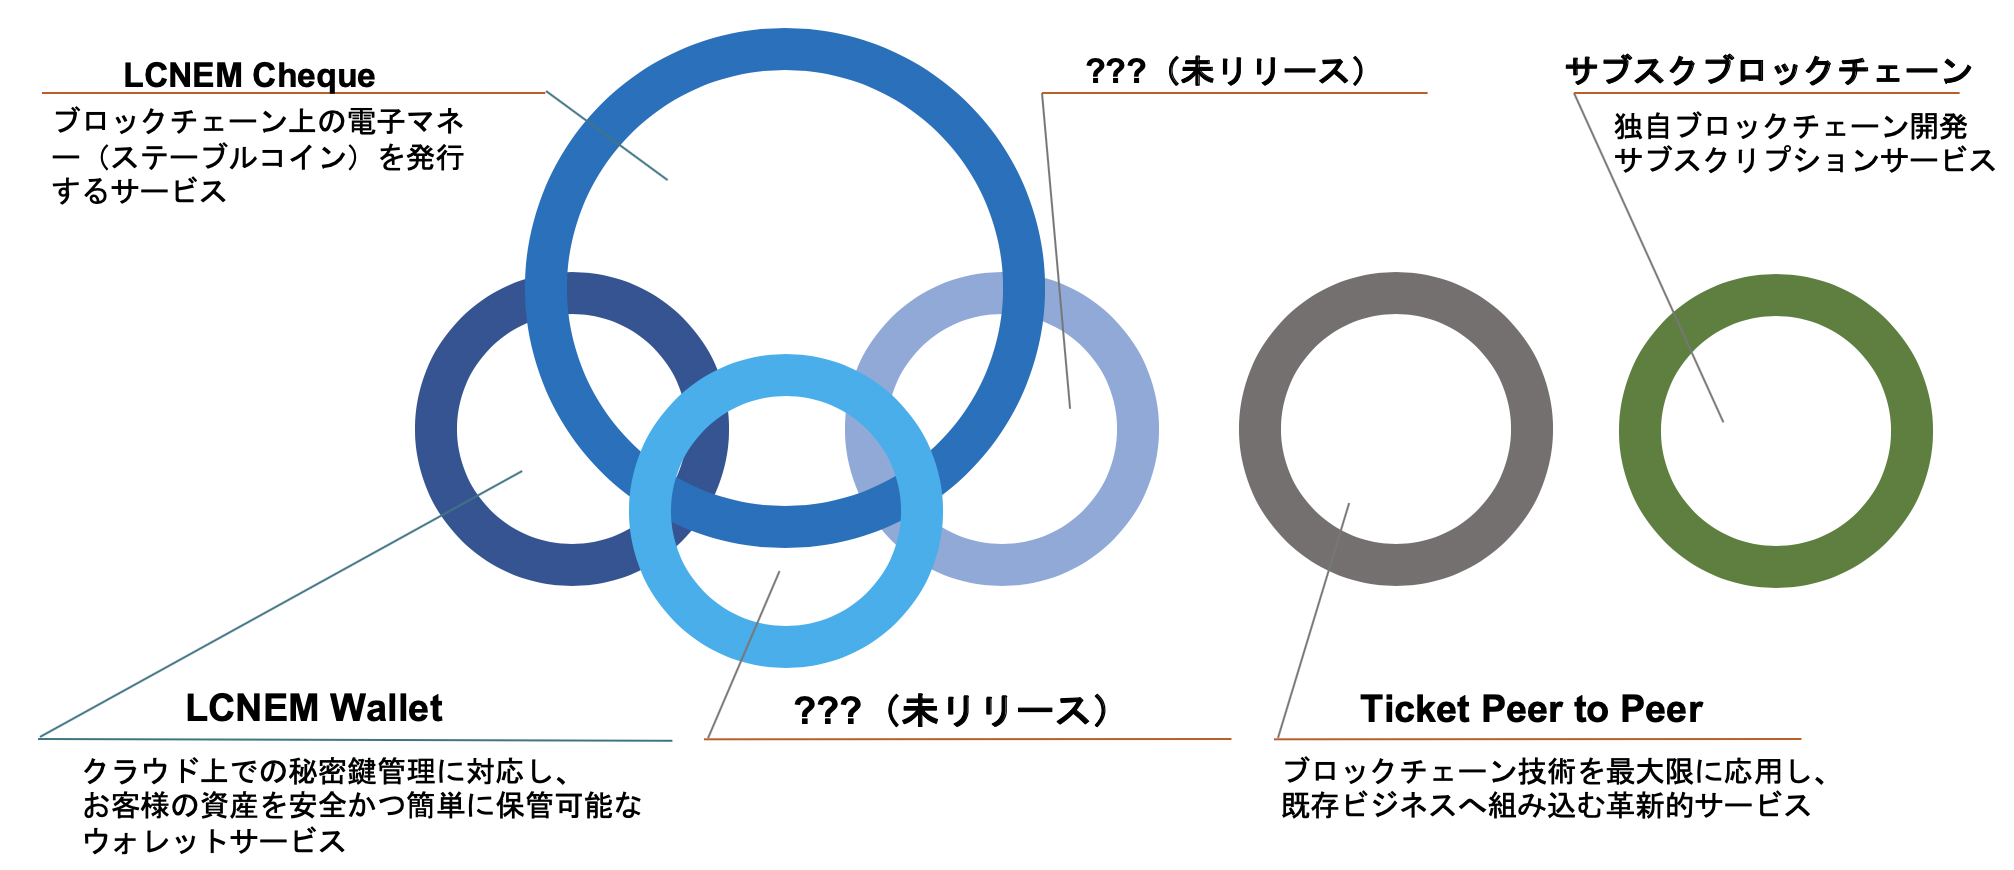 LCNEM Cheque
ブロックチェーン上の電子マネ
ー（ステーブルコイン）を発行
するサービス
???（未リリース）
サブスクブロックチェーン
独自ブロックチェーン開発
サブスクリプションサービス
LCNEM Wallet
クラウド上での秘密鍵管理に対応し、
お客様の資産を安全かつ簡単に保管可能な
ウォレットサービス
???（未リリース）
Ticket Peer to Peer
ブロックチェーン技術を最大限に応用し、
既存ビジネスへ組み込む革新的サービス